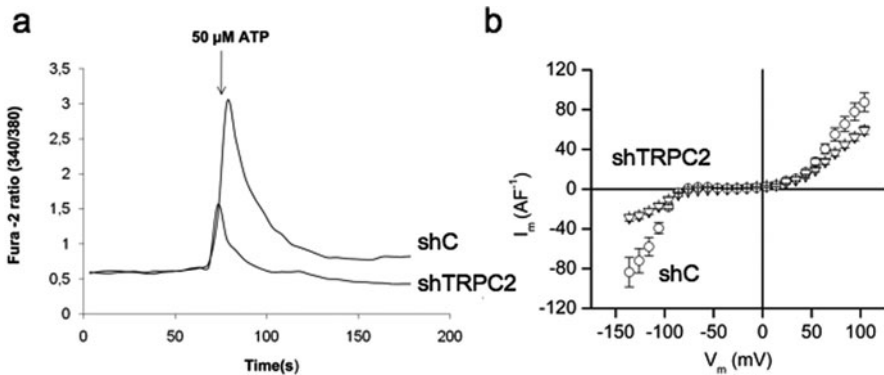 a
50 µM ATP
Fura -2 ratio (340/380)
3,5
3
2,5
2
1,5
1
0,5
0
0
50
100
150
200
Time(s)
shC
shTRPC2
b
I_m (AF⁻¹)
120
80
40
0
-40
-80
-120
-150
-100
-50
0
50
100
V_m (mV)
shTRPC2
shC